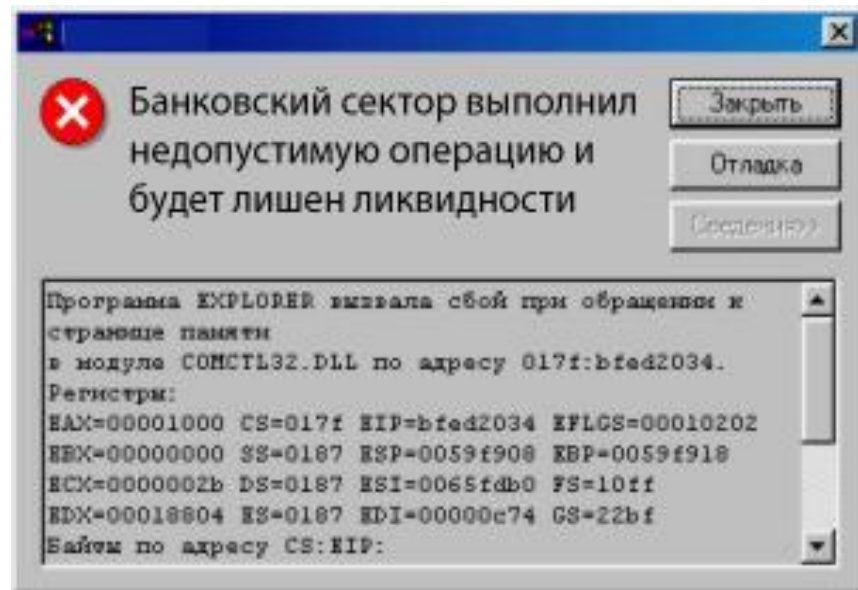 Банковский сектор выполнил
недопустимую операцию и
будет лишен ликвидности
Закрыть
Отладка
Сведения>>
Программа EXPLORER вызвала сбой при обращении к
странице памяти
в модуле COMCTL32.DLL по адресу 017f:bfed2034.
Регистры:
EAX=00001000 CS=017f EIP=bfed2034 EFLGS=00010202
EBX=00000000 SS=0187 ESP=0059f908 EBP=0059f918
ECX=0000002b DS=0187 ESI=0065fdb0 FS=10ff
EDX=00018804 ES=0187 EDI=00000c74 GS=22bf
Байты по адресу CS:EIP: